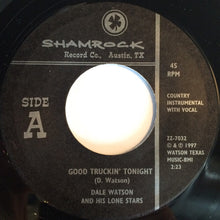 SHAMROCK
Record Co., Austin, TX
SIDE
A
45
RPM
COUNTRY
INSTRUMENTAL
WITH VOCAL
ZZ-7032
© & ℗ 1997
WATSON TEXAS
MUSIC-BMI
2:23
GOOD TRUCKIN' TONIGHT
(D. Watson)
DALE WATSON
AND HIS LONE STARS